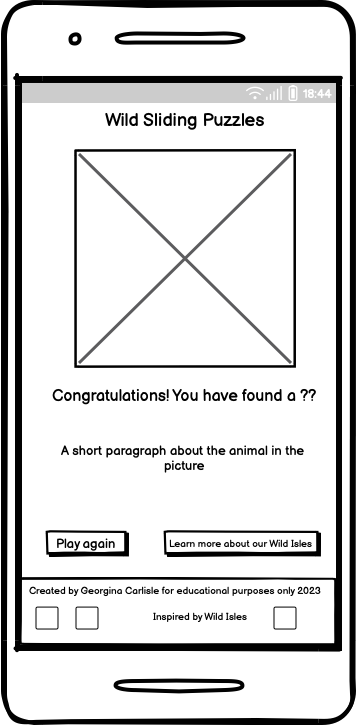 18:44
Wild Sliding Puzzles
Congratulations! You have found a ??
A short paragraph about the animal in the
picture
Play again
Learn more about our Wild Isles
Created by Georgina Carlisle for educational purposes only 2023
Inspired by Wild Isles